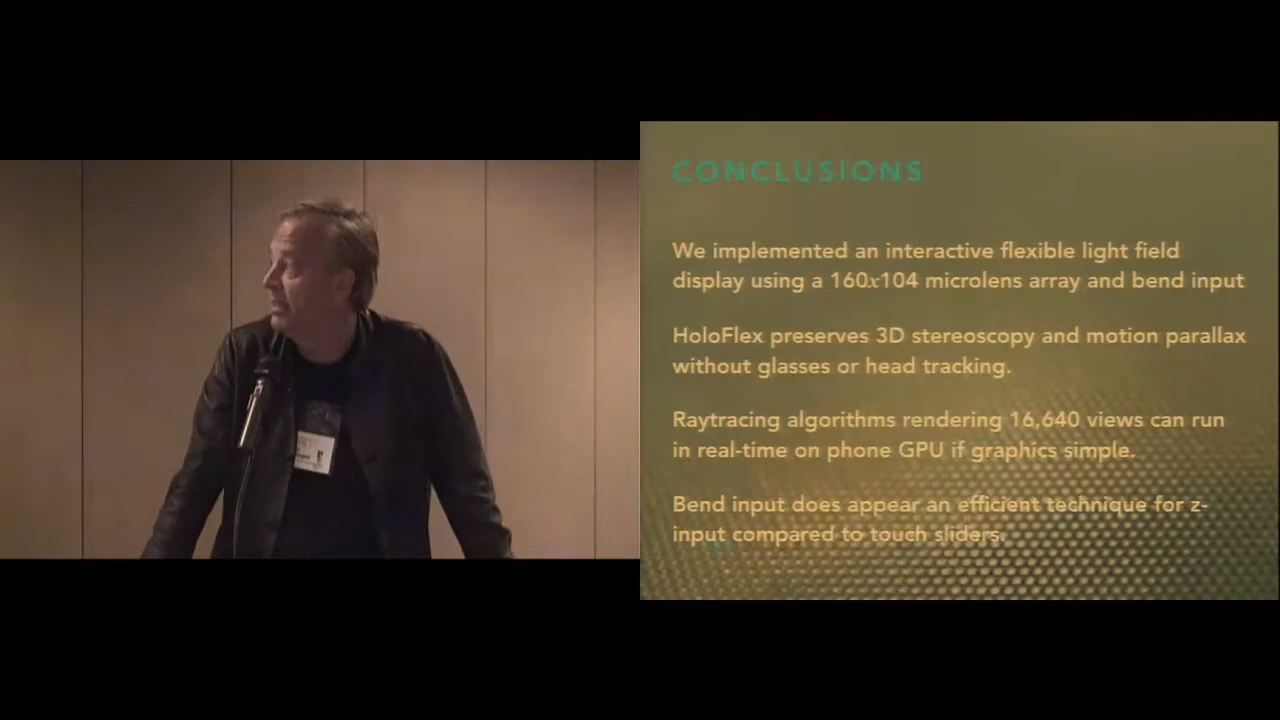 CONCLUSIONS
We implemented an interactive flexible light field
display using a 160x104 microlens array and bend input
HoloFlex preserves 3D stereoscopy and motion parallax
without glasses or head tracking.
Raytracing algorithms rendering 16,640 views can run
in real-time on phone GPU if graphics simple.
Bend input does appear an efficient technique for z-
input compared to touch sliders.